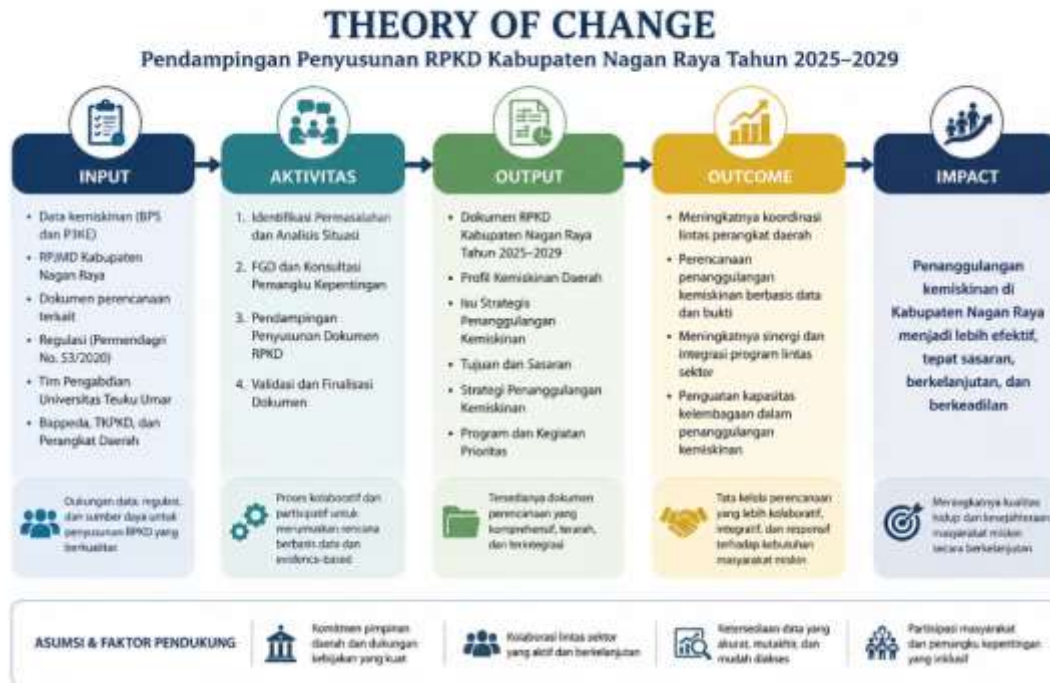 THEORY OF CHANGE
Pendampingan Penyusunan RPKD Kabupaten Nagan Raya Tahun 2025–2029
INPUT
• Data kemiskinan (BPS
dan P3KE)
• RPJMD Kabupaten
Nagan Raya
• Dokumen perencanaan
terkait
• Regulasi (Permendagri
No. 53/2020)
• Tim Pengabdian
Universitas Teuku Umar
• Bappeda, TKPKD, dan
Perangkat Daerah
Dukungan data, regulasi,
dan sumber daya untuk
penyusunan RPKD yang
berkualitas
AKTIVITAS
1. Identifikasi Permasalahan
dan Analisis Situasi
2. FGD dan Konsultasi
Pemangku Kepentingan
3. Pendampingan
Penyusunan Dokumen
RPKD
4. Validasi dan Finalisasi
Dokumen
Proses kolaboratif dan
partisipatif untuk
merumuskan rencana
berbasis data dan
evidence-based
OUTPUT
• Dokumen RPKD
Kabupaten Nagan Raya
Tahun 2025–2029
• Profil Kemiskinan Daerah
• Isu Strategis
Penanggulangan
Kemiskinan
• Tujuan dan Sasaran
• Strategi Penanggulangan
Kemiskinan
• Program dan Kegiatan
Prioritas
Tersedianya dokumen
perencanaan yang
komprehensif, terarah,
dan terintegrasi
OUTCOME
• Meningkatnya koordinasi
lintas perangkat daerah
• Perencanaan
penanggulangan
kemiskinan berbasis data
dan bukti
• Meningkatnya sinergi dan
integrasi program lintas
sektor
• Penguatan kapasitas
kelembagaan dalam
penanggulangan
kemiskinan
Tata kelola perencanaan
yang lebih kolaboratif,
integratif, dan responsif
terhadap kebutuhan
masyarakat miskin
IMPACT
Penanggulangan
kemiskinan di
Kabupaten Nagan Raya
menjadi lebih efektif,
tepat sasaran,
berkelanjutan, dan
berkeadilan
Meningkatnya kualitas
hidup dan kesejahteraan
masyarakat miskin
secara berkelanjutan
ASUMSI & FAKTOR PENDUKUNG
Komitmen pimpinan
daerah dan dukungan
kebijakan yang kuat
Kolaborasi lintas sektor
yang aktif dan berkelanjutan
Ketersediaan data yang
akurat, mutakhir, dan
mudah diakses
Partisipasi masyarakat
dan pemangku kepentingan
yang inklusif